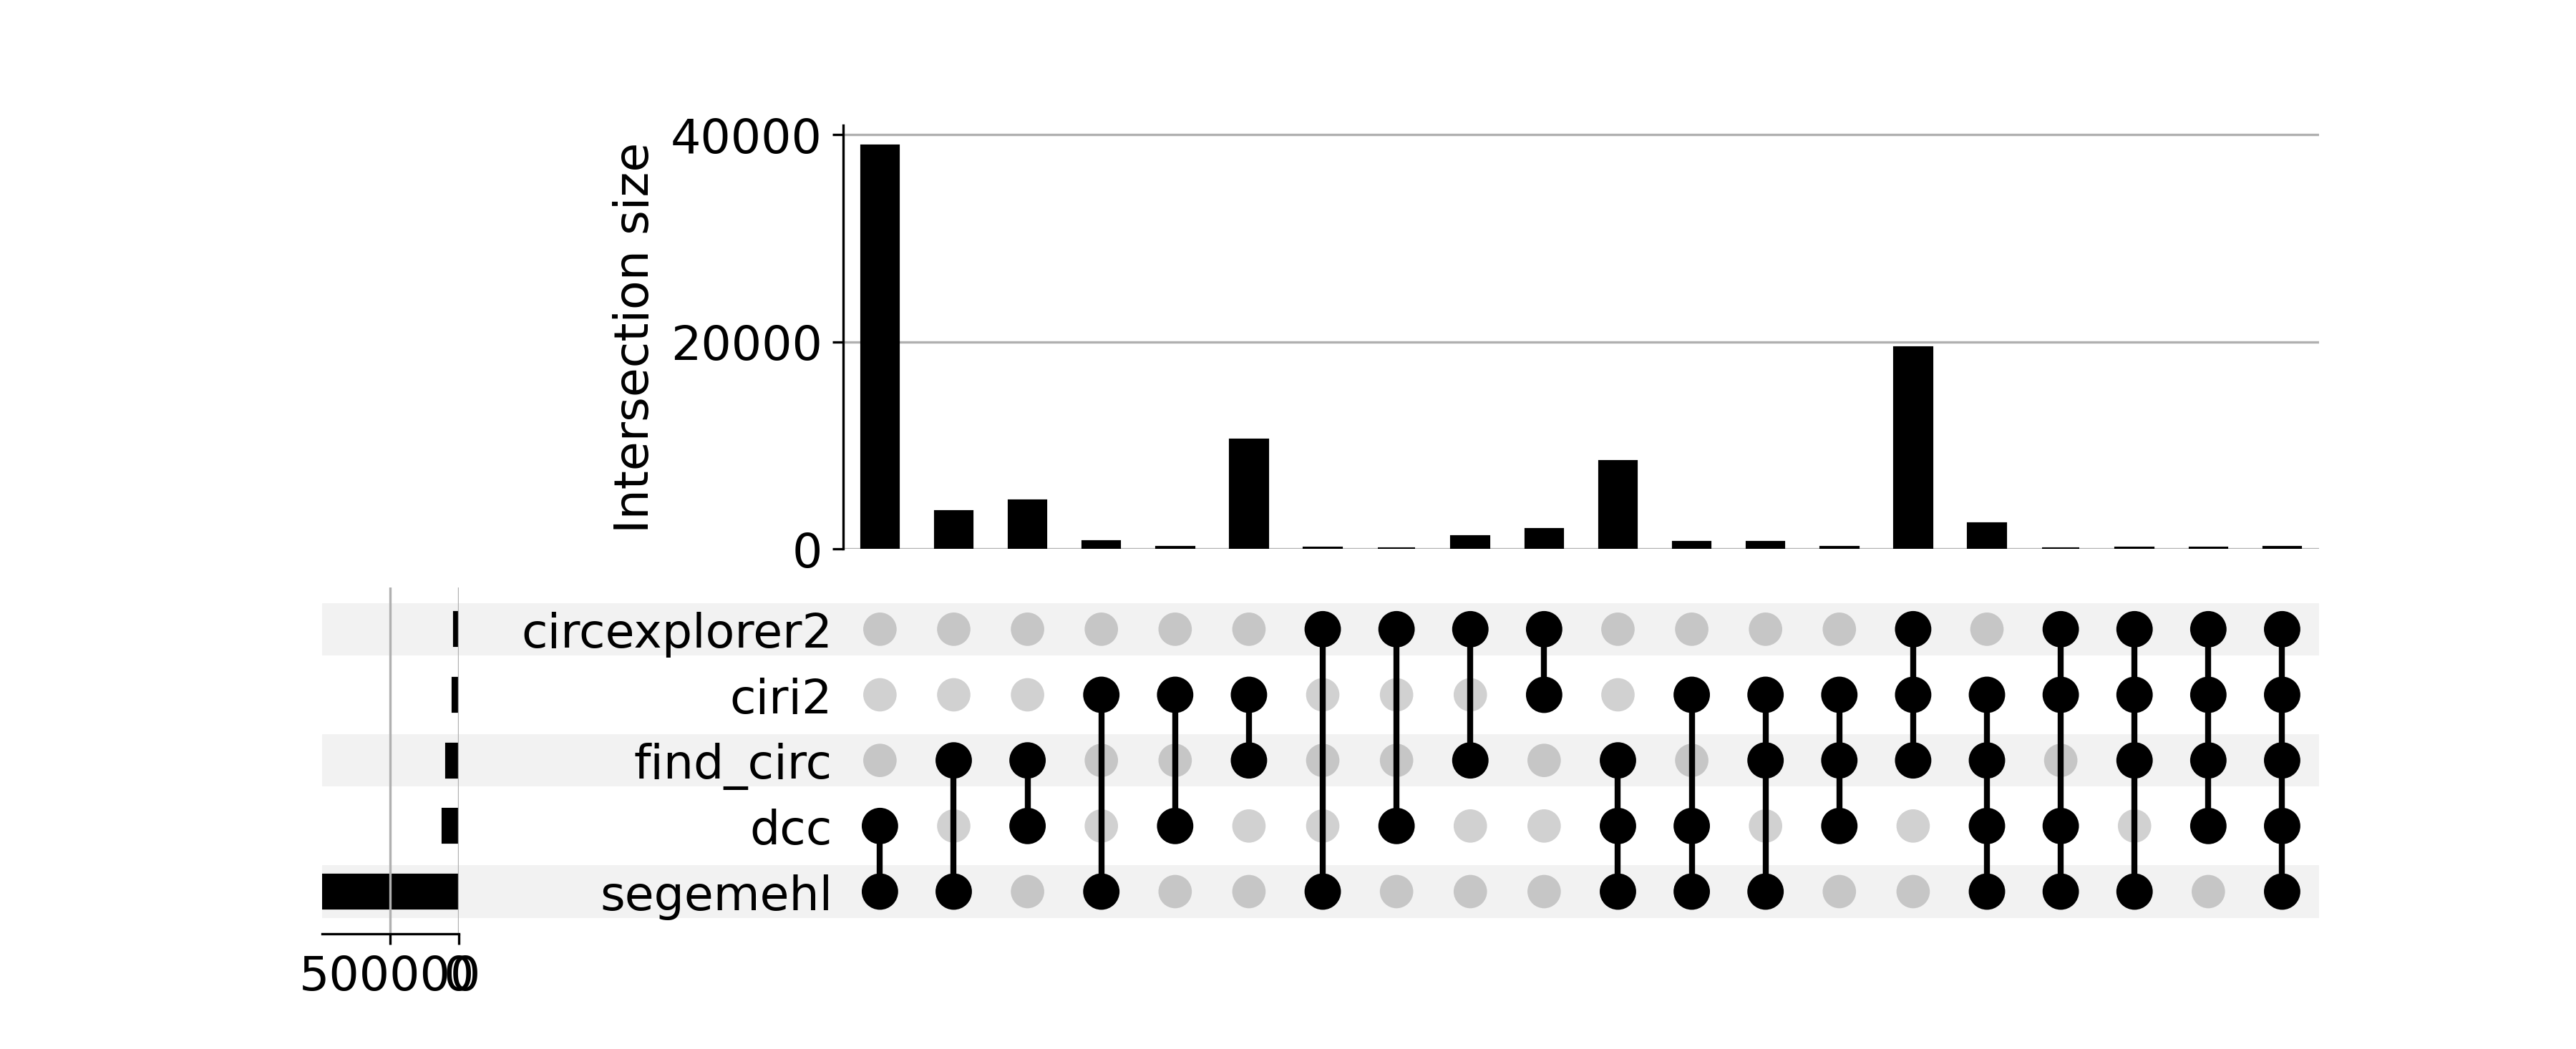 Intersection size
40000
20000
0
circexplorer2
ciri2
find_circ
dcc
segemehl
500000
0